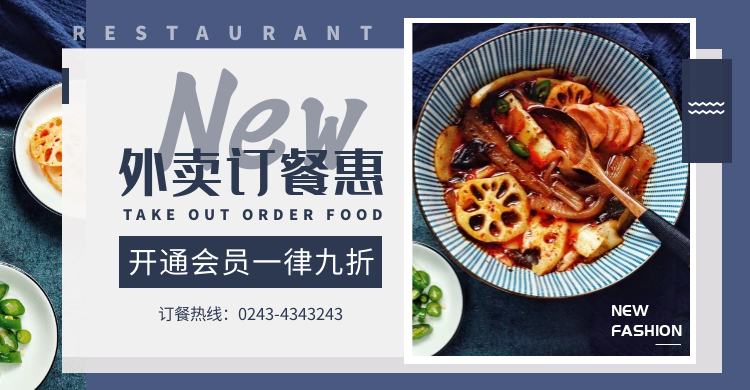 RESTAURANT
New
外卖订餐惠
TAKE OUT ORDER FOOD
开通会员一律九折
订餐热线：0243-4343243
NEW
FASHION